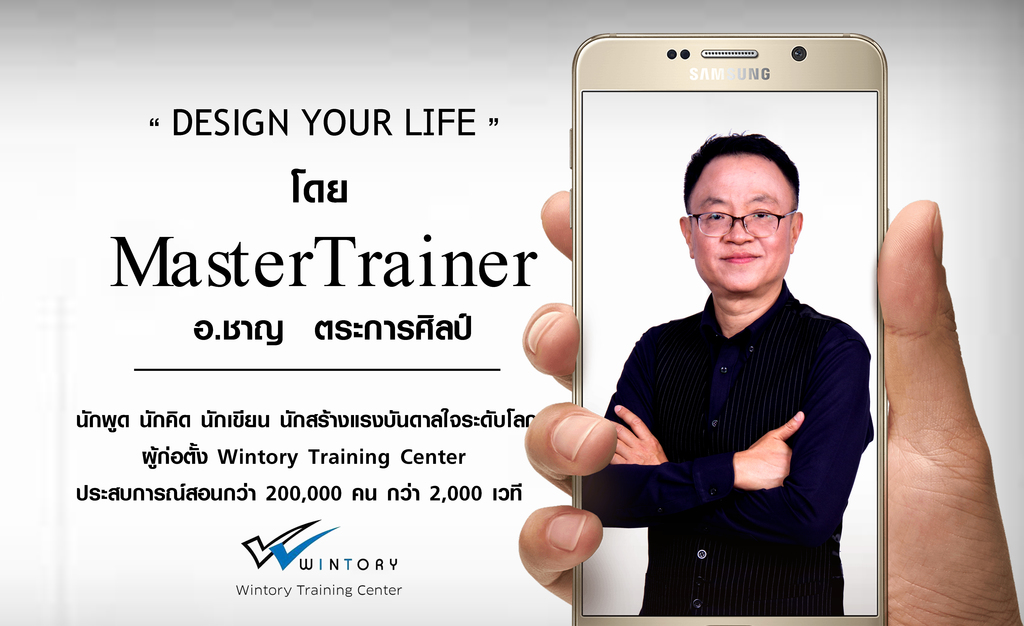 “ DESIGN YOUR LIFE ”
โดย
MasterTrainer
อ.ชาญ ตระการศิลป์
นักพูด นักคิด นักเขียน นักสร้างแรงบันดาลใจระดับโลก
ผู้ก่อตั้ง Wintory Training Center
ประสบการณ์สอนกว่า 200,000 คน กว่า 2,000 เวที
WINTORY
Wintory Training Center
SAMSUNG